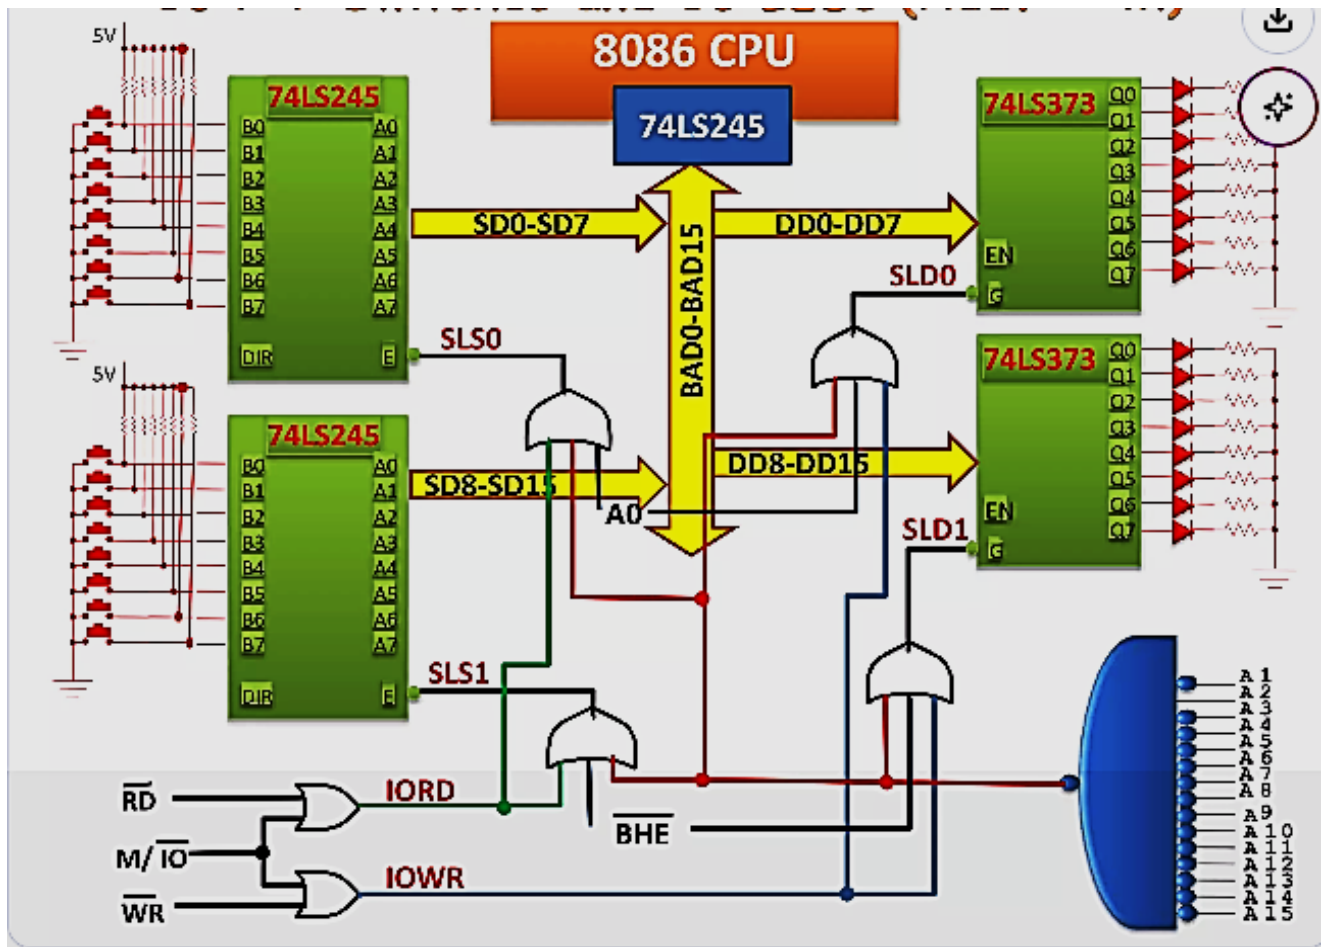 8086 CPU
74LS245
5V
74LS245
B0
B1
B2
B3
B4
B5
B6
B7
DIR
A0
A1
A2
A3
A4
A5
A6
A7
E
SLS0
SD0-SD7
BAD0-BAD15
DD0-DD7
SLD0
74LS373
Q0
Q1
Q2
Q3
Q4
Q5
Q6
Q7
EN
G
5V
74LS245
B0
B1
B2
B3
B4
B5
B6
B7
DIR
A0
A1
A2
A3
A4
A5
A6
A7
E
SLS1
SD8-SD15
A0
DD8-DD15
SLD1
74LS373
Q0
Q1
Q2
Q3
Q4
Q5
Q6
Q7
EN
G
R̅D̅
M/I̅O̅
W̅R̅
IORD
IOWR
B̅H̅E̅
A1
A2
A3
A4
A5
A6
A7
A8
A9
A10
A11
A12
A13
A14
A15